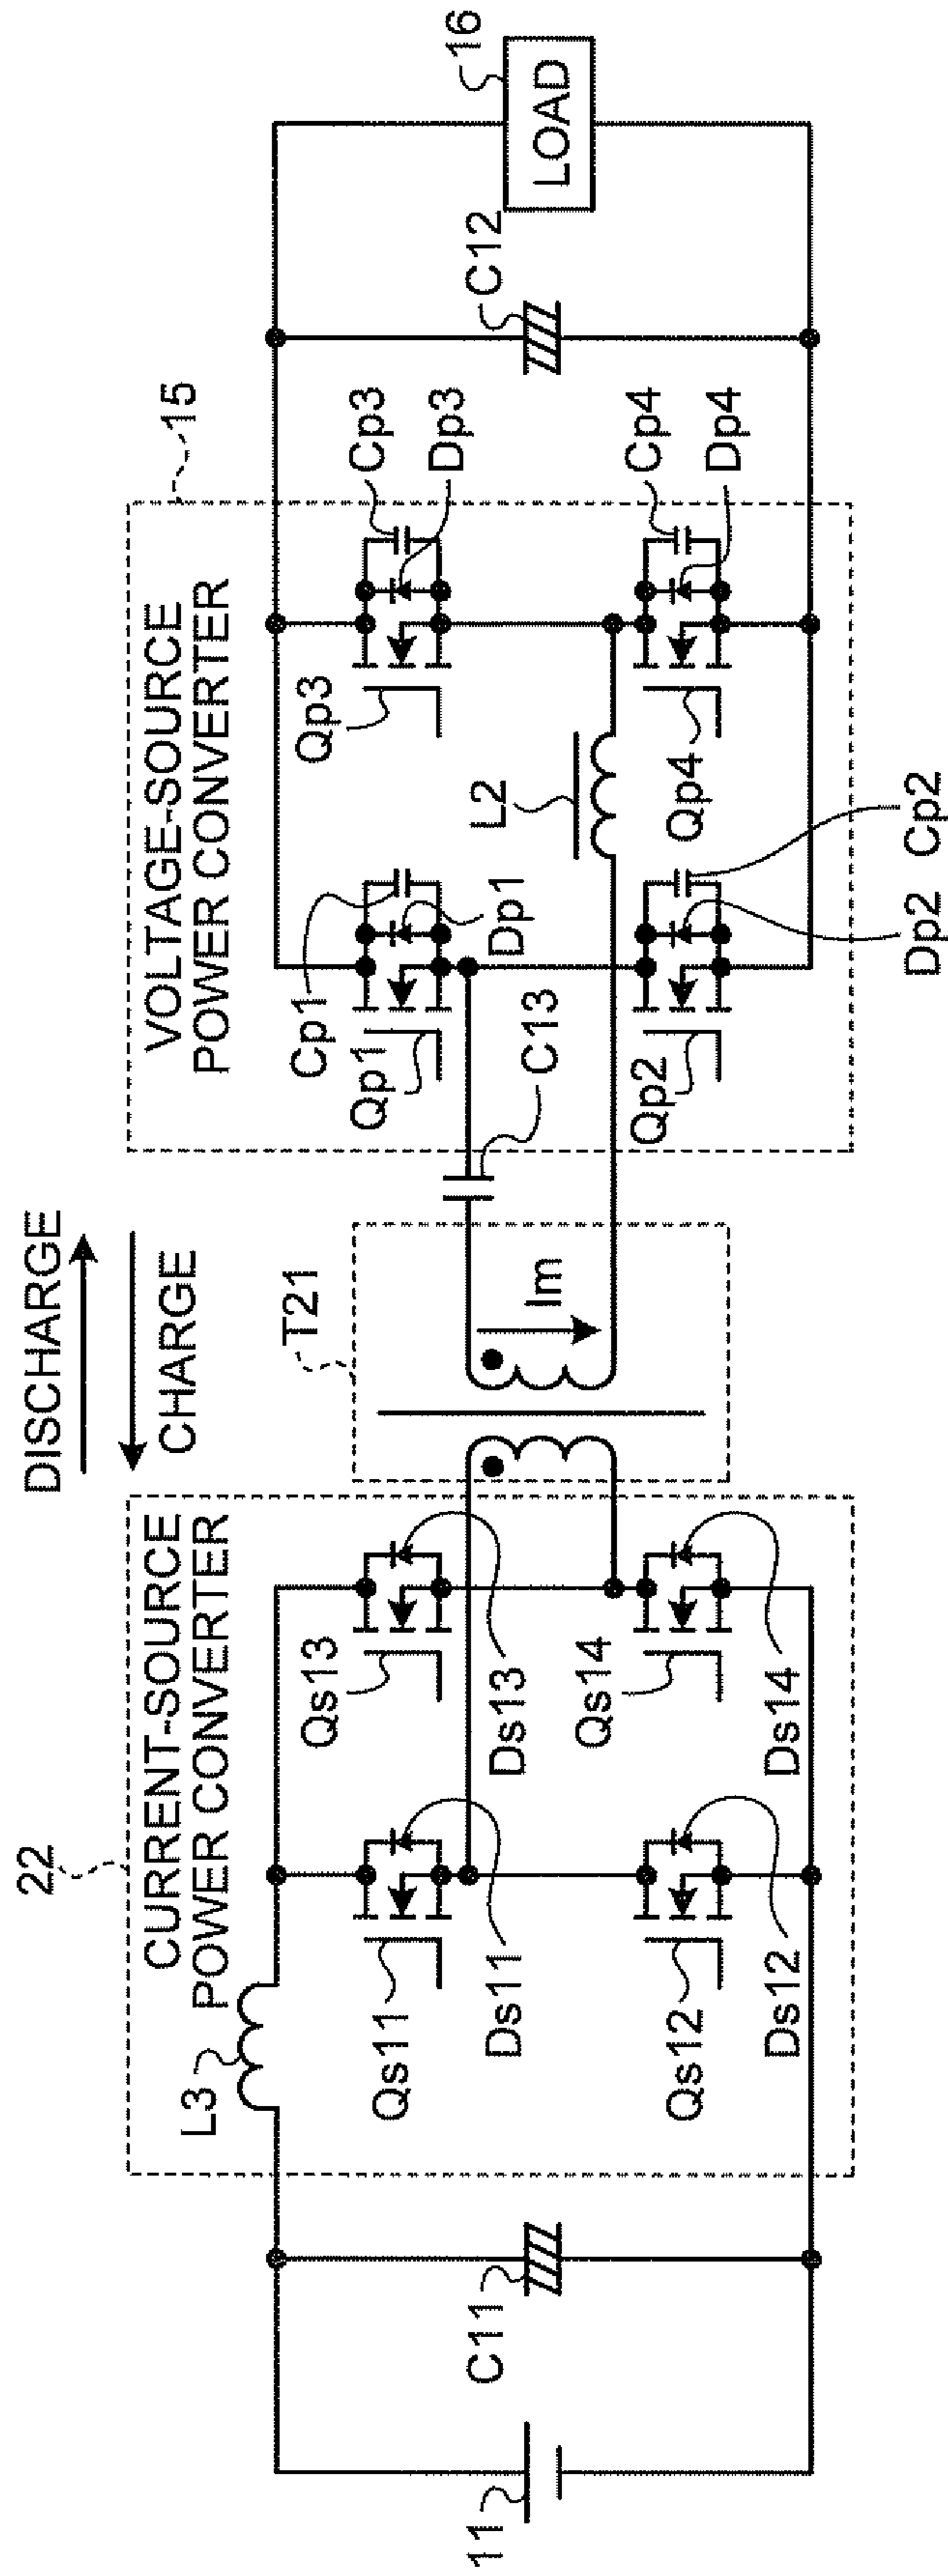 DISCHARGE
CHARGE
22
CURRENT-SOURCE
POWER CONVERTER
L3
Qs11
Ds11
Qs13
Ds13
Qs12
Ds12
Qs14
Ds14
C11
11
T21
Im
15
VOLTAGE-SOURCE
POWER CONVERTER
Cp1
Qp1
Dp1
C13
Qp3
Cp3
Dp3
L2
Qp2
Dp2
Cp2
Qp4
Cp4
Dp4
C12
16
LOAD